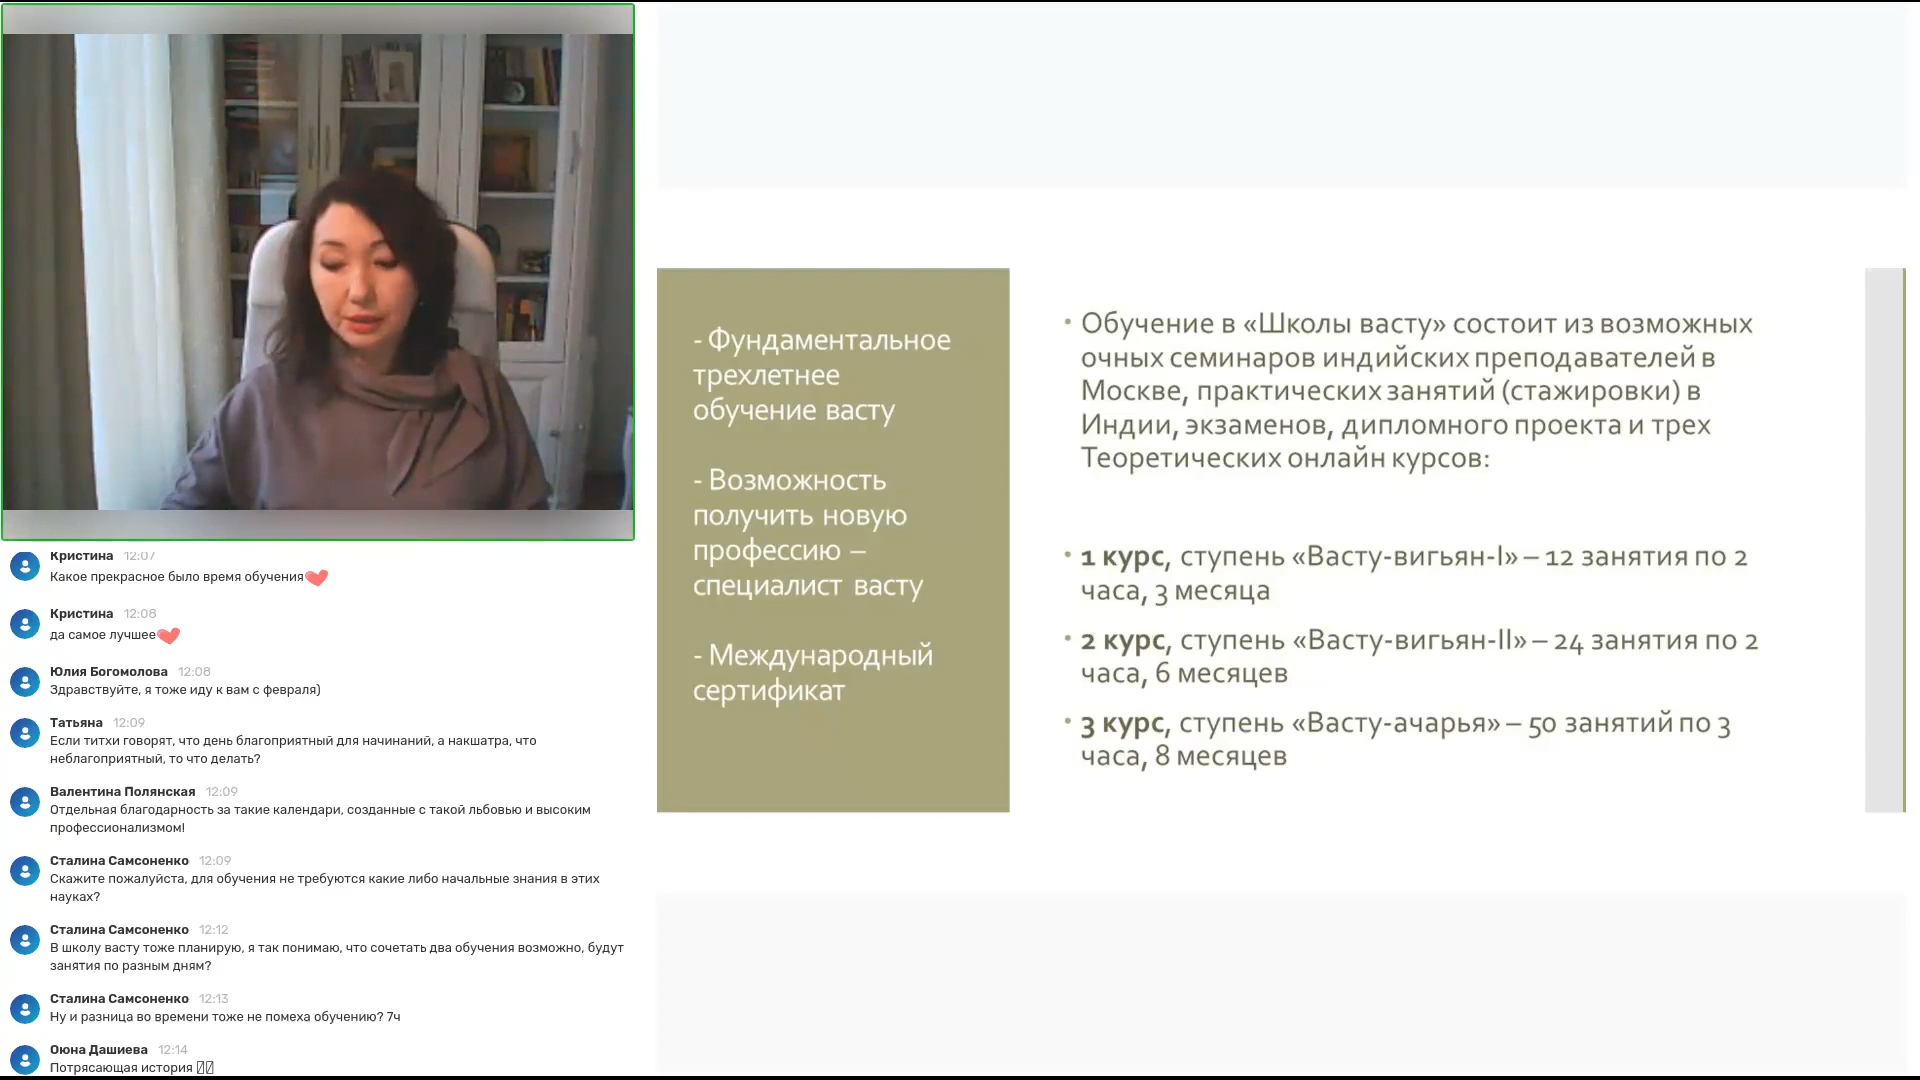 Кристина 12:07
Какое прекрасное было время обучения
Кристина 12:08
да самое лучшее
Юлия Богомолова 12:08
Здравствуйте, я тоже иду к вам с февраля)
Татьяна 12:09
Если титхи говорят, что день благоприятный для начинаний, а накшатра, что
неблагоприятный, то что делать?
Валентина Полянская 12:09
Отдельная благодарность за такие календари, созданные с такой льбовью и высоким
профессионализмом!
Сталина Самсоненко 12:09
Скажите пожалуйста, для обучения не требуются какие либо начальные знания в этих
науках?
Сталина Самсоненко 12:12
В школу васту тоже планирую, я так понимаю, что сочетать два обучения возможно, будут
занятия по разным дням?
Сталина Самсоненко 12:13
Ну и разница во времени тоже не помеха обучению? 7ч
Оюна Дашиева 12:14
Потрясающая история
- Фундаментальное
трехлетнее
обучение васту
- Возможность
получить новую
профессию –
специалист васту
- Международный
сертификат
• Обучение в «Школы васту» состоит из возможных
очных семинаров индийских преподавателей в
Москве, практических занятий (стажировки) в
Индии, экзаменов, дипломного проекта и трех
Теоретических онлайн курсов:
• 1 курс, ступень «Васту-вигьян-I» – 12 занятия по 2
часа, 3 месяца
• 2 курс, ступень «Васту-вигьян-II» – 24 занятия по 2
часа, 6 месяцев
• 3 курс, ступень «Васту-ачарья» – 50 занятий по 3
часа, 8 месяцев